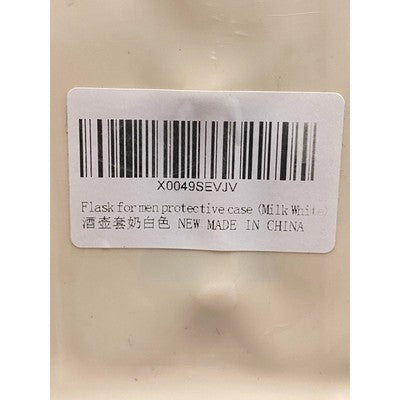 X0049SEVJV
Flask for men protective case (Milk White)
酒壶套奶白色 NEW MADE IN CHINA